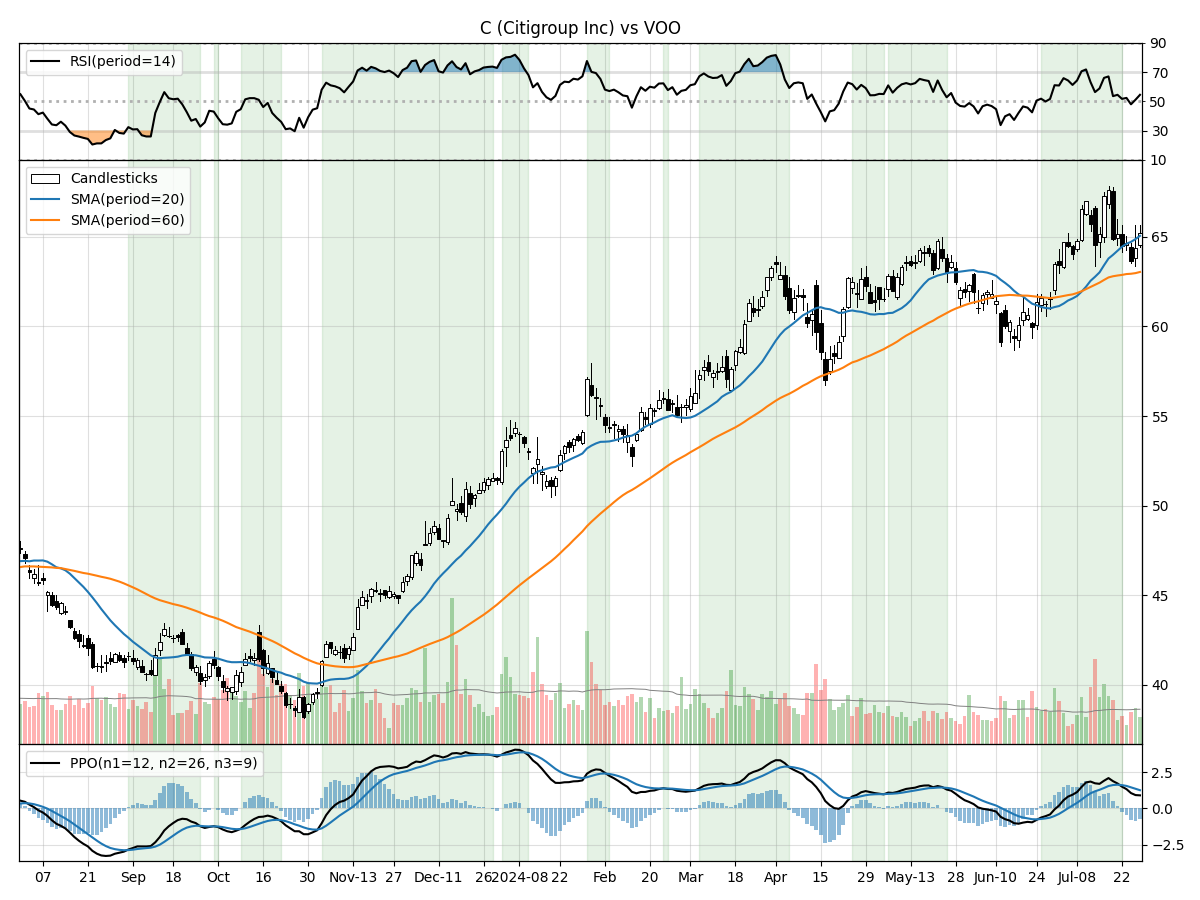 C (Citigroup Inc) vs VOO
RSI(period=14)
90
70
50
30
10
Candlesticks
SMA(period=20)
SMA(period=60)
65
60
55
50
45
40
PPO(n1=12, n2=26, n3=9)
2.5
0.0
−2.5
07 21 Sep 18 Oct 16 30 Nov-13 27 Dec-11 26 2024-08 22 Feb 20 Mar 18 Apr 15 29 May-13 28 Jun-10 24 Jul-08 22